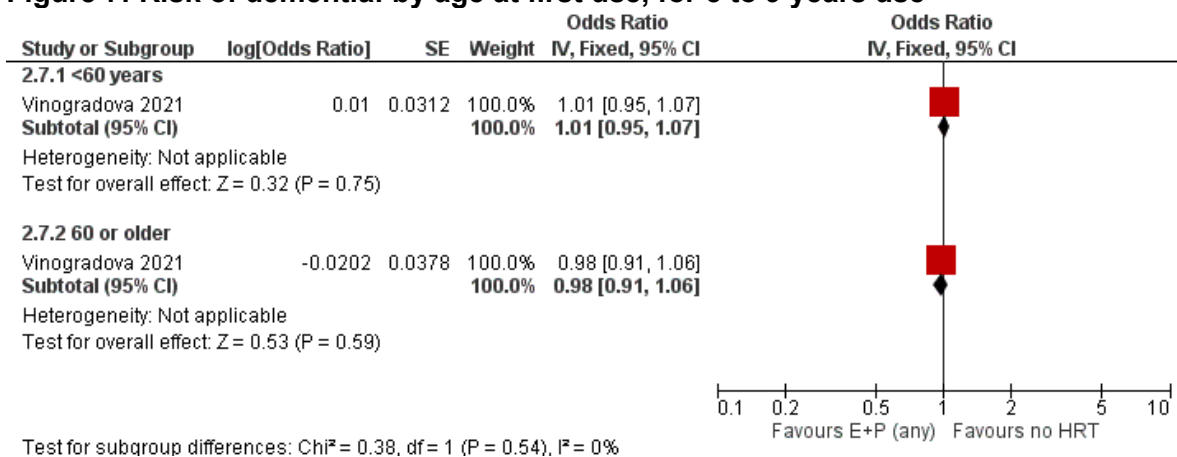 Odds Ratio Odds Ratio
Study or Subgroup log[Odds Ratio] SE Weight IV, Fixed, 95% CI IV, Fixed, 95% CI
2.7.1 <60 years
Vinogradova 2021 0.01 0.0312 100.0% 1.01 [0.95, 1.07]
Subtotal (95% CI) 100.0% 1.01 [0.95, 1.07]
Heterogeneity: Not applicable
Test for overall effect: Z = 0.32 (P = 0.75)
2.7.2 60 or older
Vinogradova 2021 -0.0202 0.0378 100.0% 0.98 [0.91, 1.06]
Subtotal (95% CI) 100.0% 0.98 [0.91, 1.06]
Heterogeneity: Not applicable
Test for overall effect: Z = 0.53 (P = 0.59)
0.1 0.2 0.5 1 2 5 10
Favours E+P (any) Favours no HRT
Test for subgroup differences: Chi² = 0.38, df = 1 (P = 0.54), I² = 0%